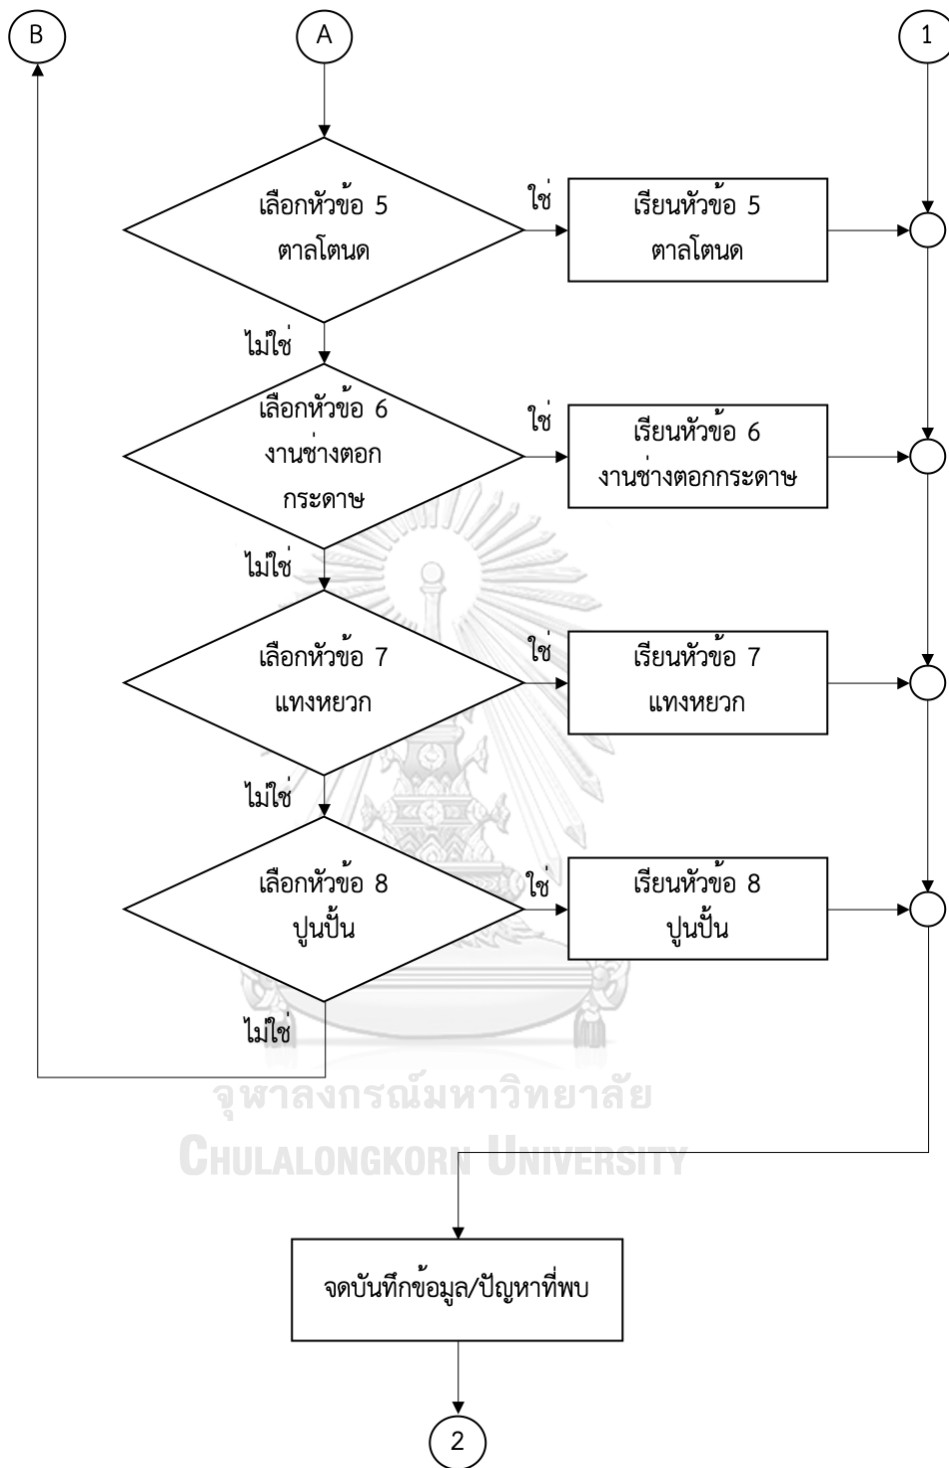 B
A
1
เลือกหัวข้อ 5
ตาลโตนด
ใช่
เรียนหัวข้อ 5
ตาลโตนด
ไม่ใช่
เลือกหัวข้อ 6
งานช่างตอก
กระดาษ
ใช่
เรียนหัวข้อ 6
งานช่างตอกกระดาษ
ไม่ใช่
เลือกหัวข้อ 7
แทงหยวก
ใช่
เรียนหัวข้อ 7
แทงหยวก
ไม่ใช่
เลือกหัวข้อ 8
ปูนปั้น
ใช่
เรียนหัวข้อ 8
ปูนปั้น
ไม่ใช่
จุฬาลงกรณ์มหาวิทยาลัย
CHULALONGKORN UNIVERSITY
จดบันทึกข้อมูล/ปัญหาที่พบ
2